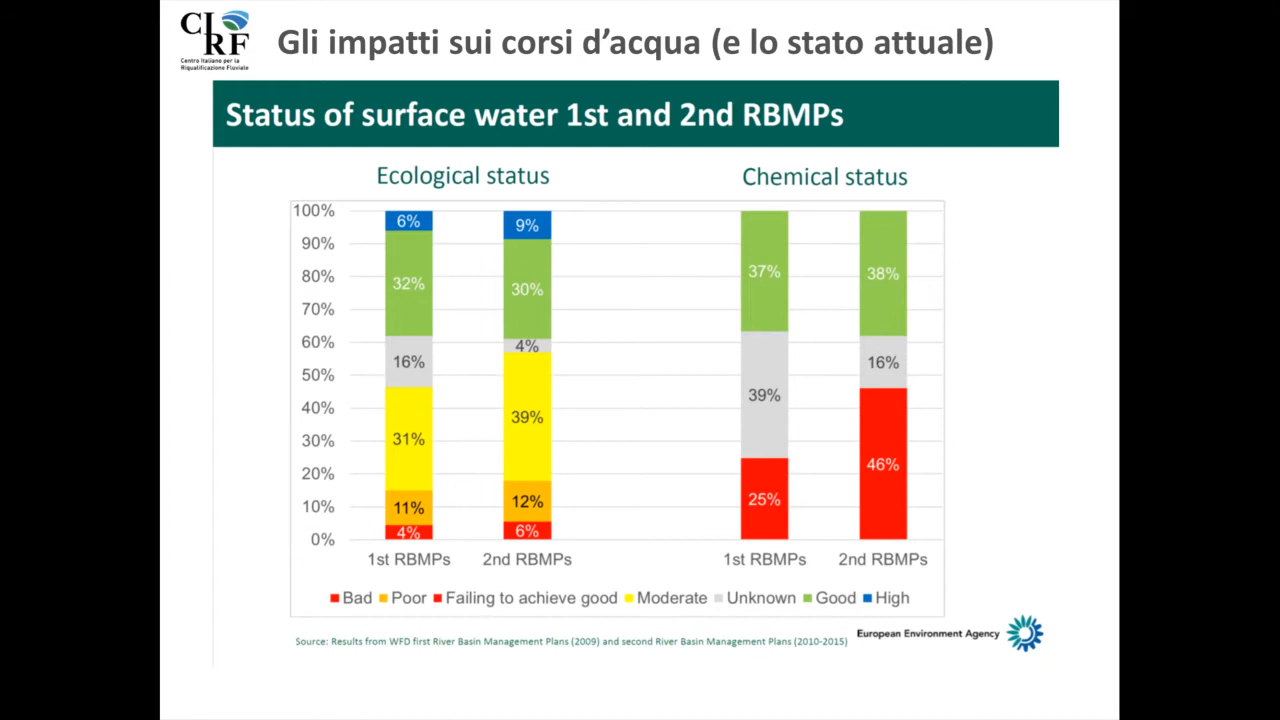 CIRF
Centro Italiano per la
Riqualificazione Fluviale
Gli impatti sui corsi d'acqua (e lo stato attuale)
Status of surface water 1st and 2nd RBMPs
Ecological status
Chemical status
100%
90%
80%
70%
60%
50%
40%
30%
20%
10%
0%
6%
32%
16%
31%
11%
4%
9%
30%
4%
39%
12%
6%
37%
39%
25%
38%
16%
46%
1st RBMPs
2nd RBMPs
1st RBMPs
2nd RBMPs
Bad Poor Failing to achieve good Moderate Unknown Good High
Source: Results from WFD first River Basin Management Plans (2009) and second River Basin Management Plans (2010-2015)
European Environment Agency